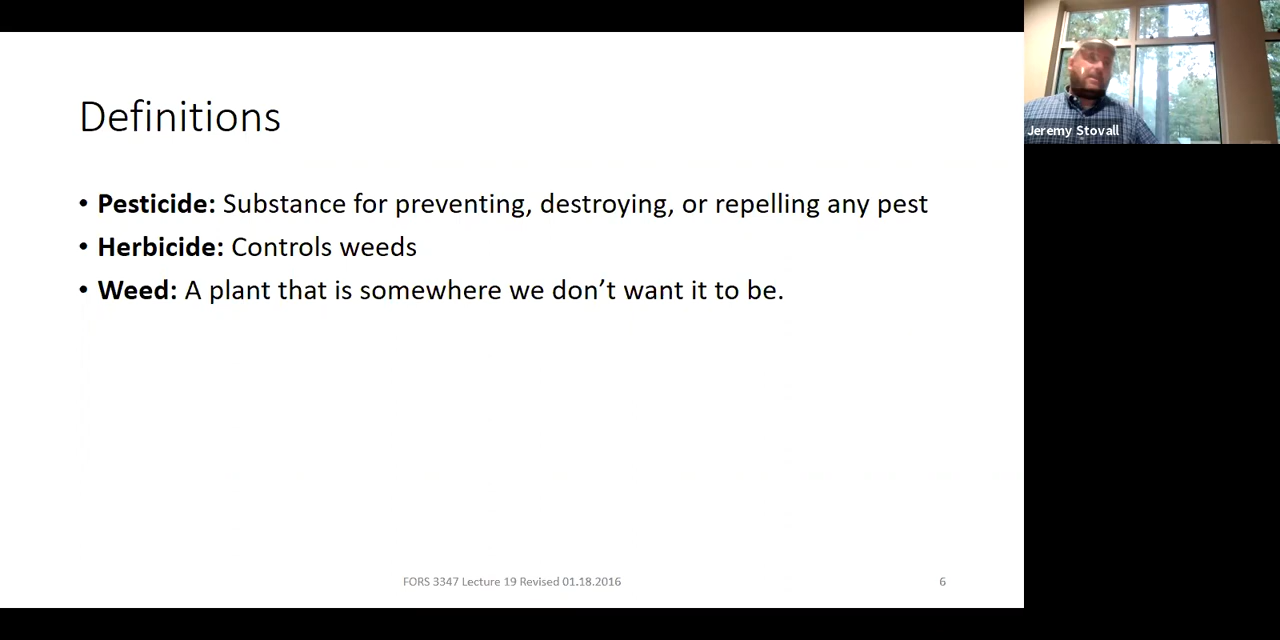 Definitions
• Pesticide: Substance for preventing, destroying, or repelling any pest
• Herbicide: Controls weeds
• Weed: A plant that is somewhere we don’t want it to be.
FORS 3347 Lecture 19 Revised 01.18.2016
6
Jeremy Stovall